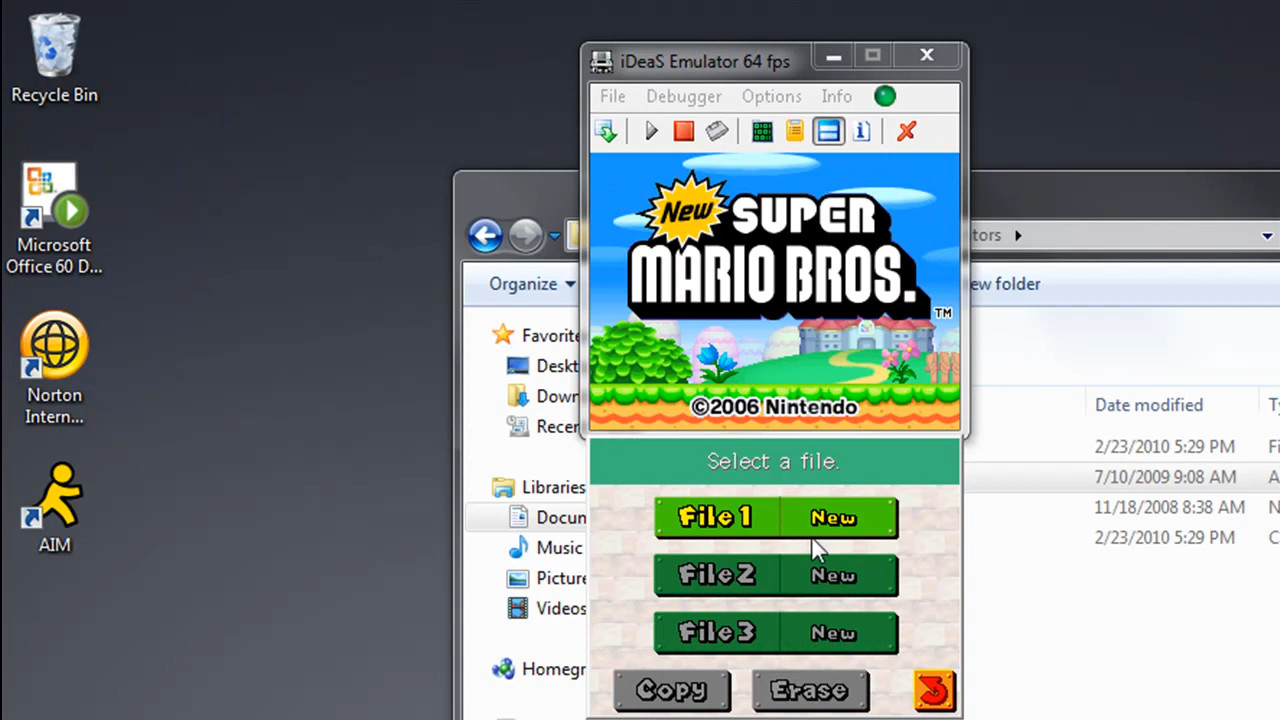 Recycle Bin
Microsoft
Office 60 D...
Norton
Intern...
AIM
iDeaS Emulator 64 fps
File Debugger Options Info
New SUPER
MARIO BROS.
TM
©2006 Nintendo
Select a file.
File 1 New
File 2 New
File 3 New
Copy Erase
tors
Organize
ew folder
Favorite
Deskt
Down
Recen
Libraries
Docun
Music
Picture
Videos
Homegr
Date modified
2/23/2010 5:29 PM
7/10/2009 9:08 AM
11/18/2008 8:38 AM
2/23/2010 5:29 PM
Ty
Fi
A
N
C